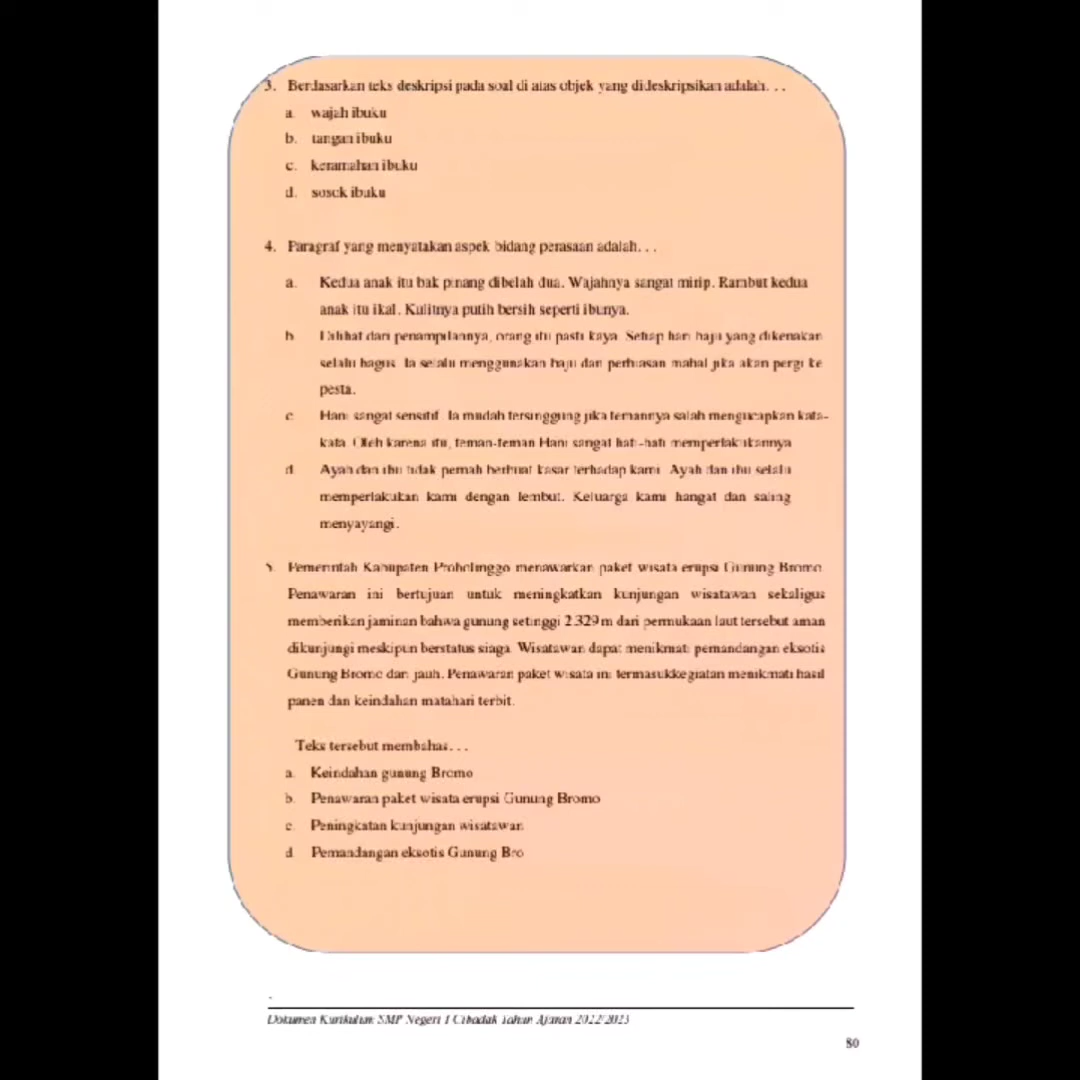 3. Berdasarkan teks deskripsi pada soal di atas objek yang dideskripsikan adalah. . .
a. wajah ibuku
b. tangan ibuku
c. keramahan ibuku
d. sosok ibuku
4. Paragraf yang menyatakan aspek bidang perasaan adalah. . .
a. Kedua anak itu bak pinang dibelah dua. Wajahnya sangat mirip. Rambut kedua
anak itu ikal. Kulitnya putih bersih seperti ibunya.
b. Dilihat dari penampilannya, orang itu pasti kaya. Setiap hari baju yang dikenakan
selalu bagus. Ia selalu menggunakan baju dan perhiasan mahal jika akan pergi ke
pesta.
c. Hani sangat sensitif. Ia mudah tersinggung jika temannya salah mengucapkan kata-
kata. Oleh karena itu, teman-teman Hani sangat hati-hati memperlakukannya
d. Ayah dan ibu tidak pernah berbuat kasar terhadap kami. Ayah dan ibu selalu
memperlakukan kami dengan lembut. Keluarga kami hangat dan saling
menyayangi.
5. Pemerintah Kabupaten Probolinggo menawarkan paket wisata erupsi Gunung Bromo.
Penawaran ini bertujuan untuk meningkatkan kunjungan wisatawan sekaligus
memberikan jaminan bahwa gunung setinggi 2.329 m dari permukaan laut tersebut aman
dikunjungi meskipun berstatus siaga. Wisatawan dapat menikmati pemandangan eksotis
Gunung Bromo dari jauh. Penawaran paket wisata ini termasukkegiatan menikmati hasil
panen dan keindahan matahari terbit.
Teks tersebut membahas. . .
a. Keindahan gunung Bromo
b. Penawaran paket wisata erupsi Gunung Bromo
c. Peningkatan kunjungan wisatawan
d. Pemandangan eksotis Gunung Bro
Dokumen Kurikulum SMP Negeri 1 Cibadak Tahun Ajaran 2022/2023
80